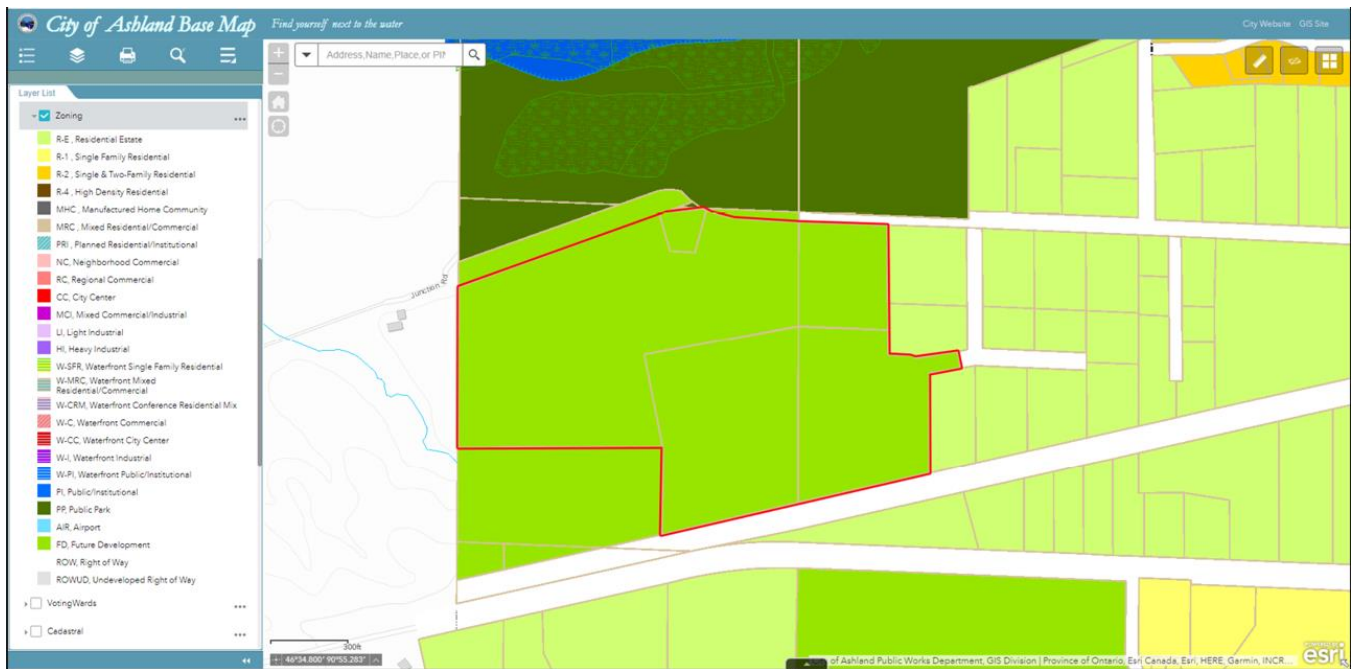 City of Ashland Base Map
Find yourself next to the water
City Website GIS Site
Address,Name,Place,or PIN
Layer List
Zoning
R-E , Residential Estate
R-1 , Single Family Residential
R-2 , Single & Two-Family Residential
R-4 , High Density Residential
MHC , Manufactured Home Community
MRC , Mixed Residential/Commercial
PRI , Planned Residential/Institutional
NC, Neighborhood Commercial
RC, Regional Commercial
CC, City Center
MCI, Mixed Commercial/Industrial
LI, Light Industrial
HI, Heavy Industrial
W-SFR, Waterfront Single Family Residential
W-MRC, Waterfront Mixed
Residential/Commercial
W-CRM, Waterfront Conference Residential Mix
W-C, Waterfront Commercial
W-CC, Waterfront City Center
W-I, Waterfront Industrial
W-PI, Waterfront Public/Institutional
PI, Public/Institutional
PP, Public Park
AIR, Airport
FD, Future Development
ROW, Right of Way
ROWUD, Undeveloped Right of Way
VotingWards
Cadastral
Junction Rd
300ft
46°34.800' 90°55.283'
of Ashland Public Works Department, GIS Division | Province of Ontario, Esri Canada, Esri, HERE, Garmin, INCR...
POWERED BY
esri